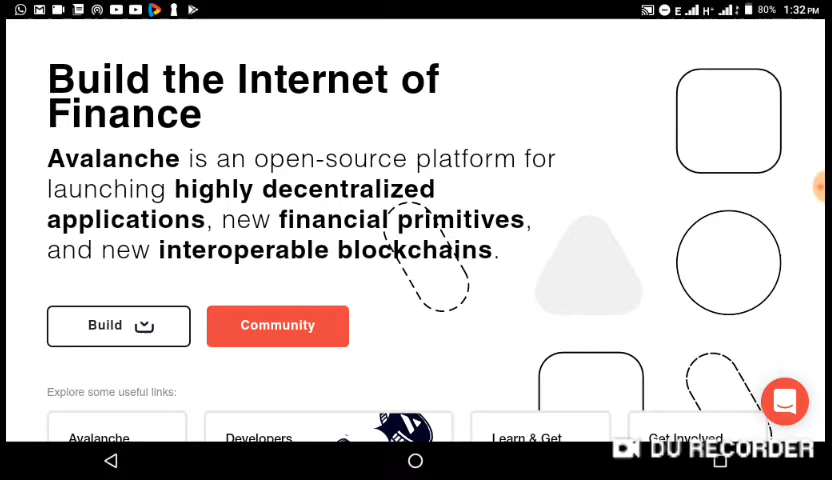 E H+ 80% 1:32 PM
Build the Internet of
Finance
Avalanche is an open-source platform for
launching highly decentralized
applications, new financial primitives,
and new interoperable blockchains.
Build Community
Explore some useful links:
Avalanche Developers Learn & Get Get Involved
DU RECORDER